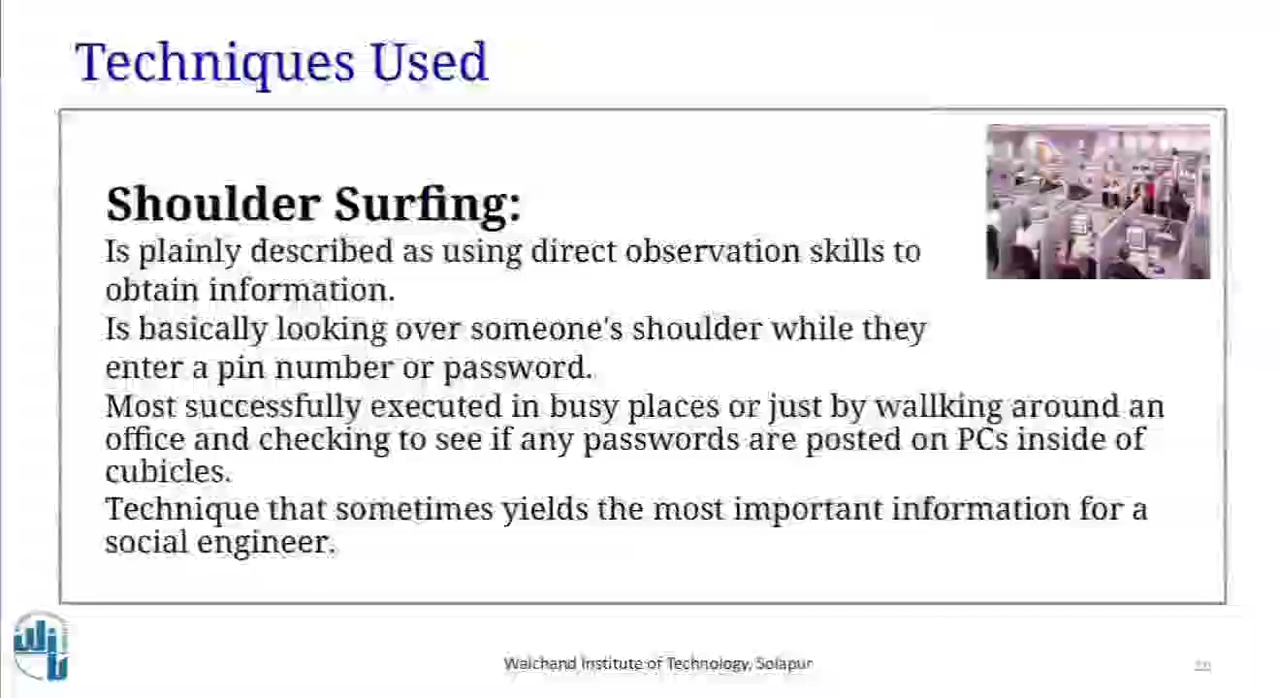 Techniques Used
Shoulder Surfing:
Is plainly described as using direct observation skills to
obtain information.
Is basically looking over someone's shoulder while they
enter a pin number or password.
Most successfully executed in busy places or just by wallking around an
office and checking to see if any passwords are posted on PCs inside of
cubicles.
Technique that sometimes yields the most important information for a
social engineer.
Walchand Institute of Technology, Solapur